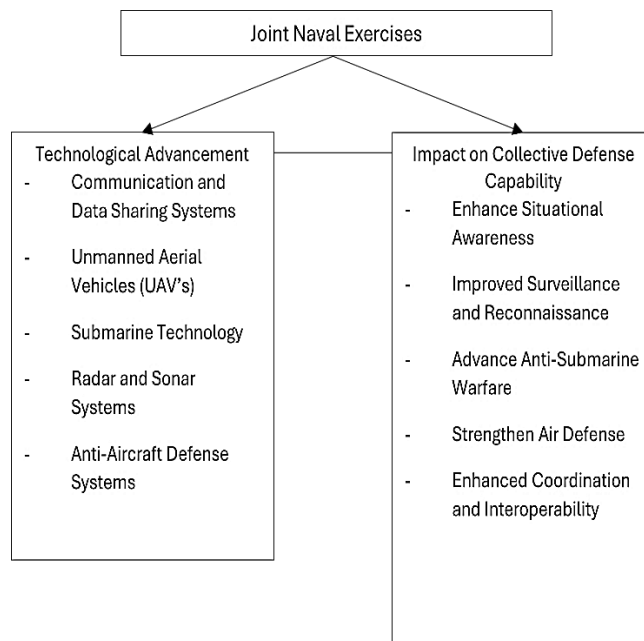 Joint Naval Exercises
Technological Advancement
- Communication and
Data Sharing Systems
- Unmanned Aerial
Vehicles (UAV's)
- Submarine Technology
- Radar and Sonar
Systems
- Anti-Aircraft Defense
Systems
Impact on Collective Defense
Capability
- Enhance Situational
Awareness
- Improved Surveillance
and Reconnaissance
- Advance Anti-Submarine
Warfare
- Strengthen Air Defense
- Enhanced Coordination
and Interoperability